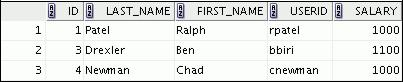 ID LAST_NAME FIRST_NAME USERID SALARY
1 1 Patel Ralph rpatel 1000
2 3 Drexler Ben bbiri 1100
3 4 Newman Chad cnewman 1000